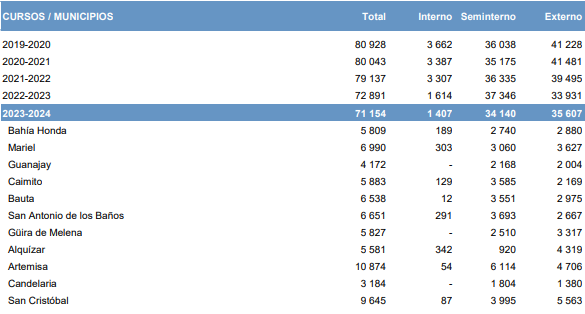 CURSOS / MUNICIPIOS Total Interno Seminterno Externo
2019-2020 80 928 3 662 36 038 41 228
2020-2021 80 043 3 387 35 175 41 481
2021-2022 79 137 3 307 36 335 39 495
2022-2023 72 891 1 614 37 346 33 931
2023-2024 71 154 1 407 34 140 35 607
Bahía Honda 5 809 189 2 740 2 880
Mariel 6 990 303 3 060 3 627
Guanajay 4 172 - 2 168 2 004
Caimito 5 883 129 3 585 2 169
Bauta 6 538 12 3 551 2 975
San Antonio de los Baños 6 651 291 3 693 2 667
Güira de Melena 5 827 - 2 510 3 317
Alquízar 5 581 342 920 4 319
Artemisa 10 874 54 6 114 4 706
Candelaria 3 184 - 1 804 1 380
San Cristóbal 9 645 87 3 995 5 563